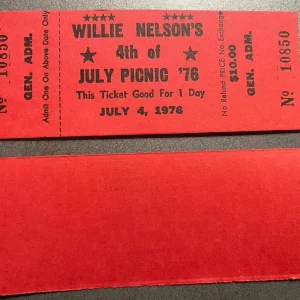 No 10850
GEN. ADM.
Admit One On Above Date Only
WILLIE NELSON'S
4th of
JULY PICNIC '76
This Ticket Good For 1 Day
JULY 4, 1976
No Refund PRICE No Exchange
$10.00
GEN. ADM.
No 10850